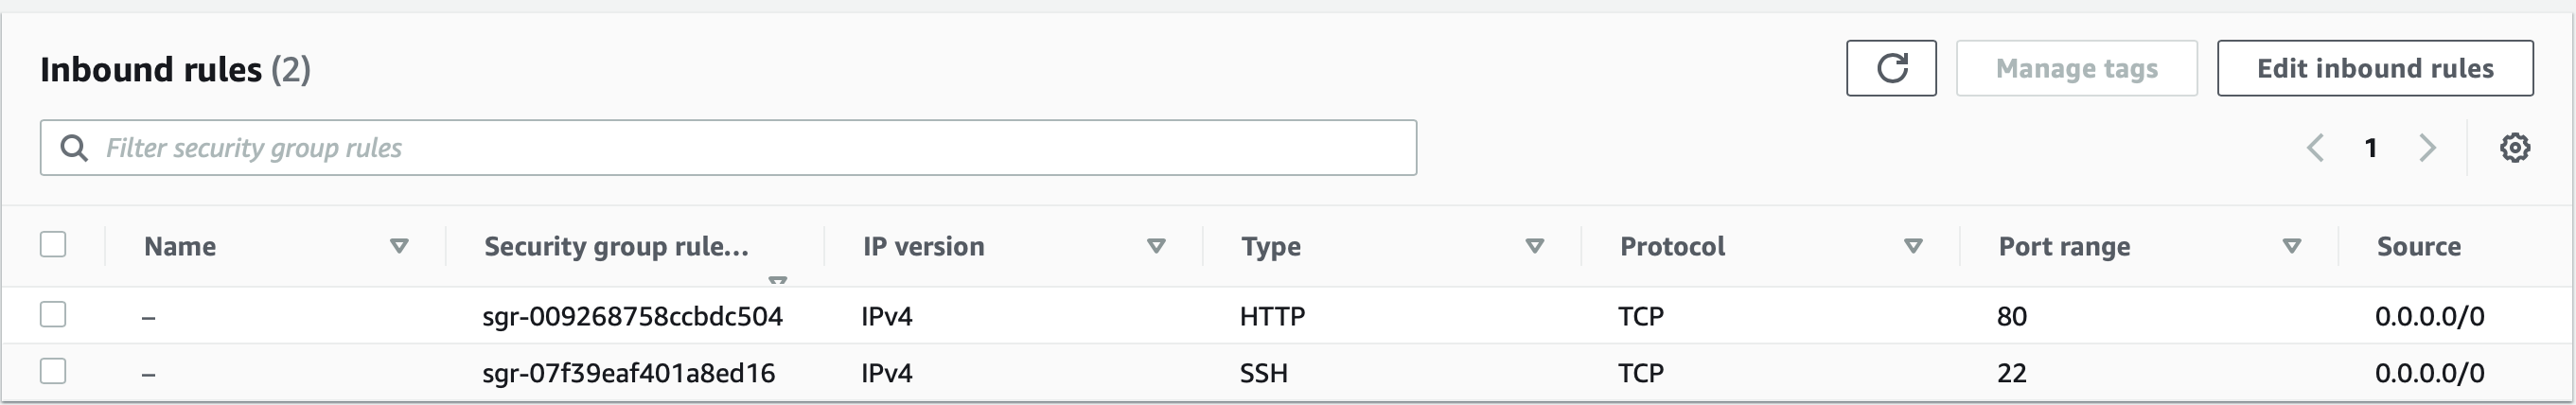 Inbound rules (2)
Manage tags
Edit inbound rules
Filter security group rules
1
Name Security group rule... IP version Type Protocol Port range Source
– sgr-009268758ccbdc504 IPv4 HTTP TCP 80 0.0.0.0/0
– sgr-07f39eaf401a8ed16 IPv4 SSH TCP 22 0.0.0.0/0